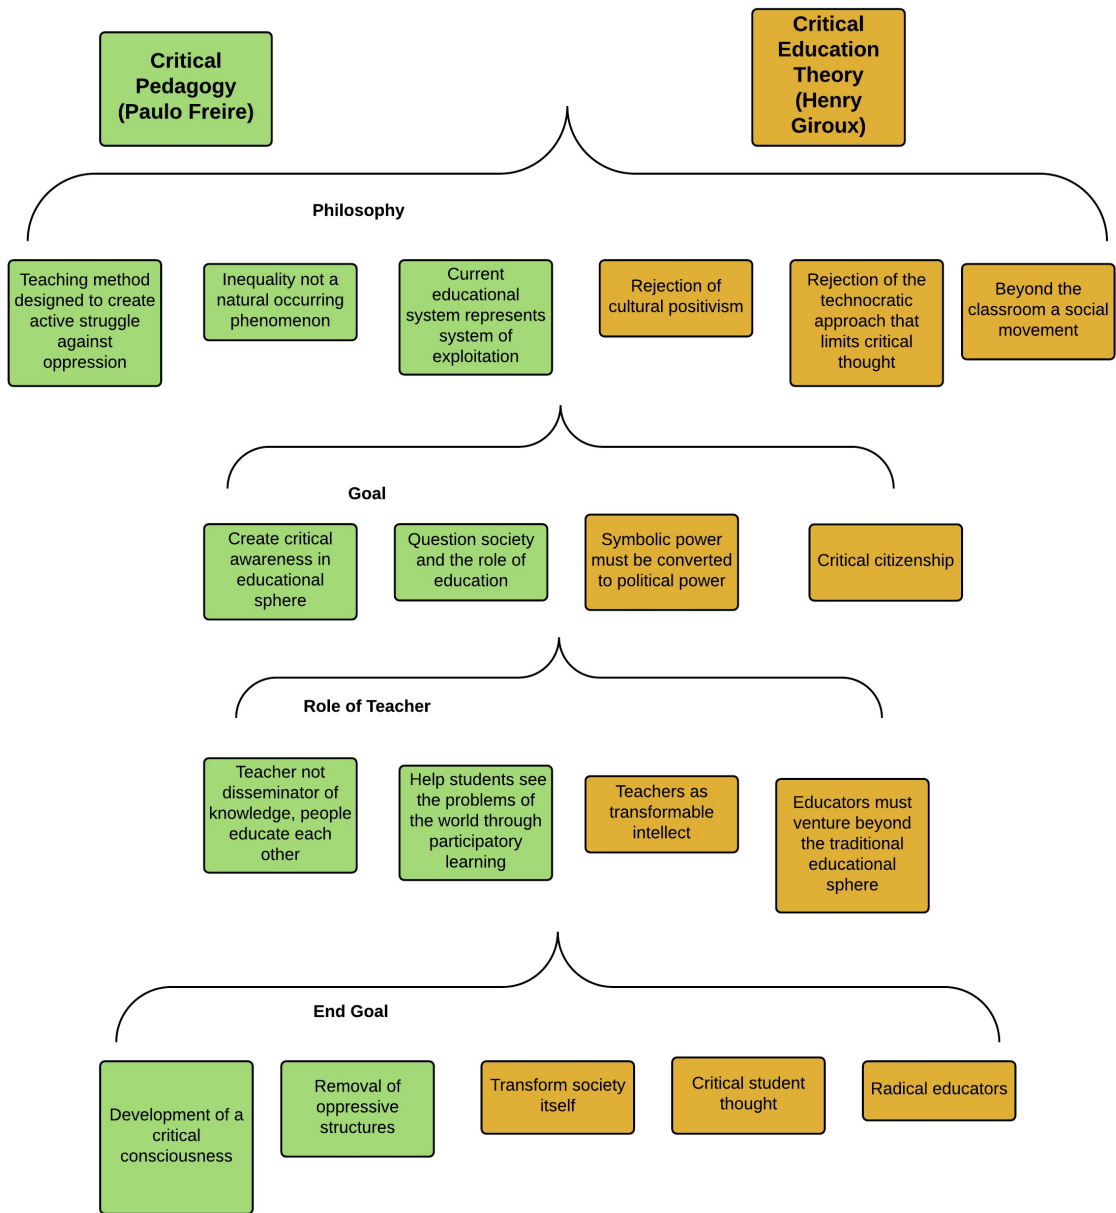 Critical
Pedagogy
(Paulo Freire)
Critical
Education
Theory
(Henry
Giroux)
Philosophy
Teaching method
designed to create
active struggle
against
oppression
Inequality not a
natural occurring
phenomenon
Current
educational
system represents
system of
exploitation
Rejection of
cultural positivism
Rejection of the
technocratic
approach that
limits critical
thought
Beyond the
classroom a social
movement
Goal
Create critical
awareness in
educational
sphere
Question society
and the role of
education
Symbolic power
must be converted
to political power
Critical citizenship
Role of Teacher
Teacher not
disseminator of
knowledge, people
educate each
other
Help students see
the problems of
the world through
participatory
learning
Teachers as
transformable
intellect
Educators must
venture beyond
the traditional
educational
sphere
End Goal
Development of a
critical
consciousness
Removal of
oppressive
structures
Transform society
itself
Critical student
thought
Radical educators